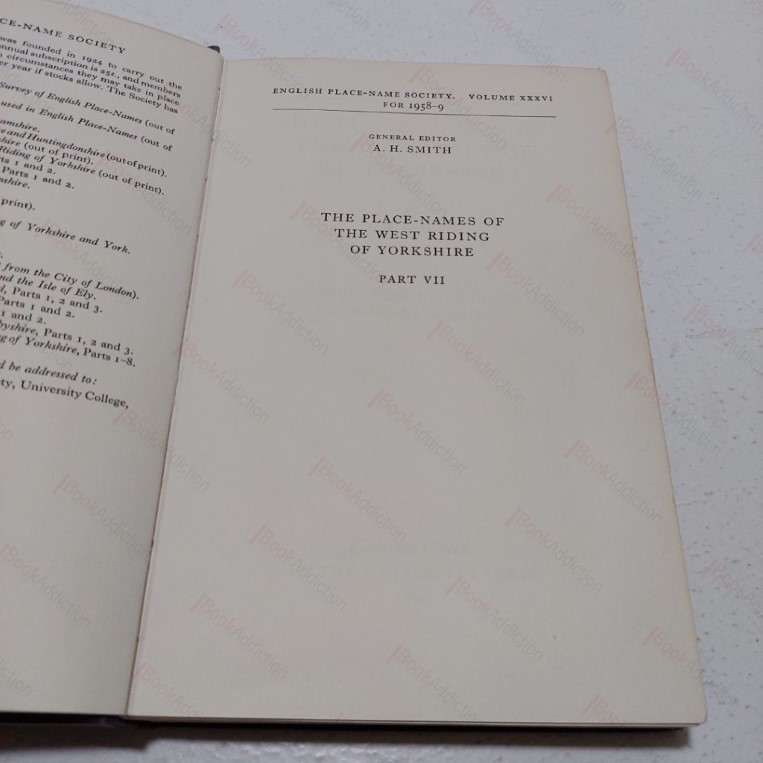 CE-NAME SOCIETY
was founded in 1924 to carry out the
nnual subscription is 25s., and members
circumstances they may take in place
er year if stocks allow. The Society has
Survey of English Place-Names (out of
used in English Place-Names (out of
amshire.
e and Huntingdonshire (out of print).
shire (out of print).
Riding of Yorkshire (out of print).
ts 1 and 2.
Parts 1 and 2.
shire.
print).
g of Yorkshire and York.
from the City of London).
nd the Isle of Ely.
d, Parts 1, 2 and 3.
Parts 1 and 2.
1 and 2.
byshire, Parts 1, 2 and 3.
ng of Yorkshire, Parts 1–8.
d be addressed to:
ty, University College,
ENGLISH PLACE-NAME SOCIETY. VOLUME XXXVI
FOR 1958–9
GENERAL EDITOR
A. H. SMITH
THE PLACE-NAMES OF
THE WEST RIDING
OF YORKSHIRE
PART VII
BookAddiction